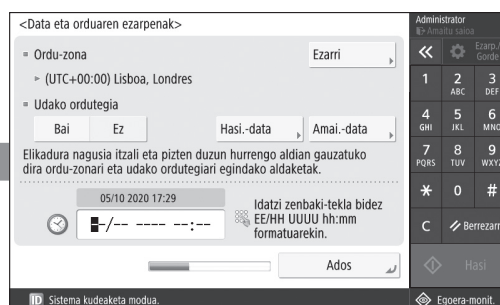 <Data eta orduaren ezarpenak>
Ordu-zona
Ezarri
(UTC+00:00) Lisboa, Londres
Udako ordutegia
Bai
Ez
Hasi.-data
Amai.-data
Elikadura nagusia itzali eta pizten duzun hurrengo aldian gauzatuko
dira ordu-zonari eta udako ordutegiari egindako aldaketak.
05/10 2020 17:29
-/-- ---- --:--
Idatzi zenbaki-tekla bidez
EE/HH UUUU hh:mm
formatuarekin.
Ados
ID Sistema kudeaketa modua.
Administrator
Amaitu saioa
Ezarp./
Gorde
1
2
ABC
3
DEF
4
GHI
5
JKL
6
MNO
7
PQRS
8
TUV
9
WXYZ
*
0
#
C
Berrezarri
Hasi
Egoera-monit.